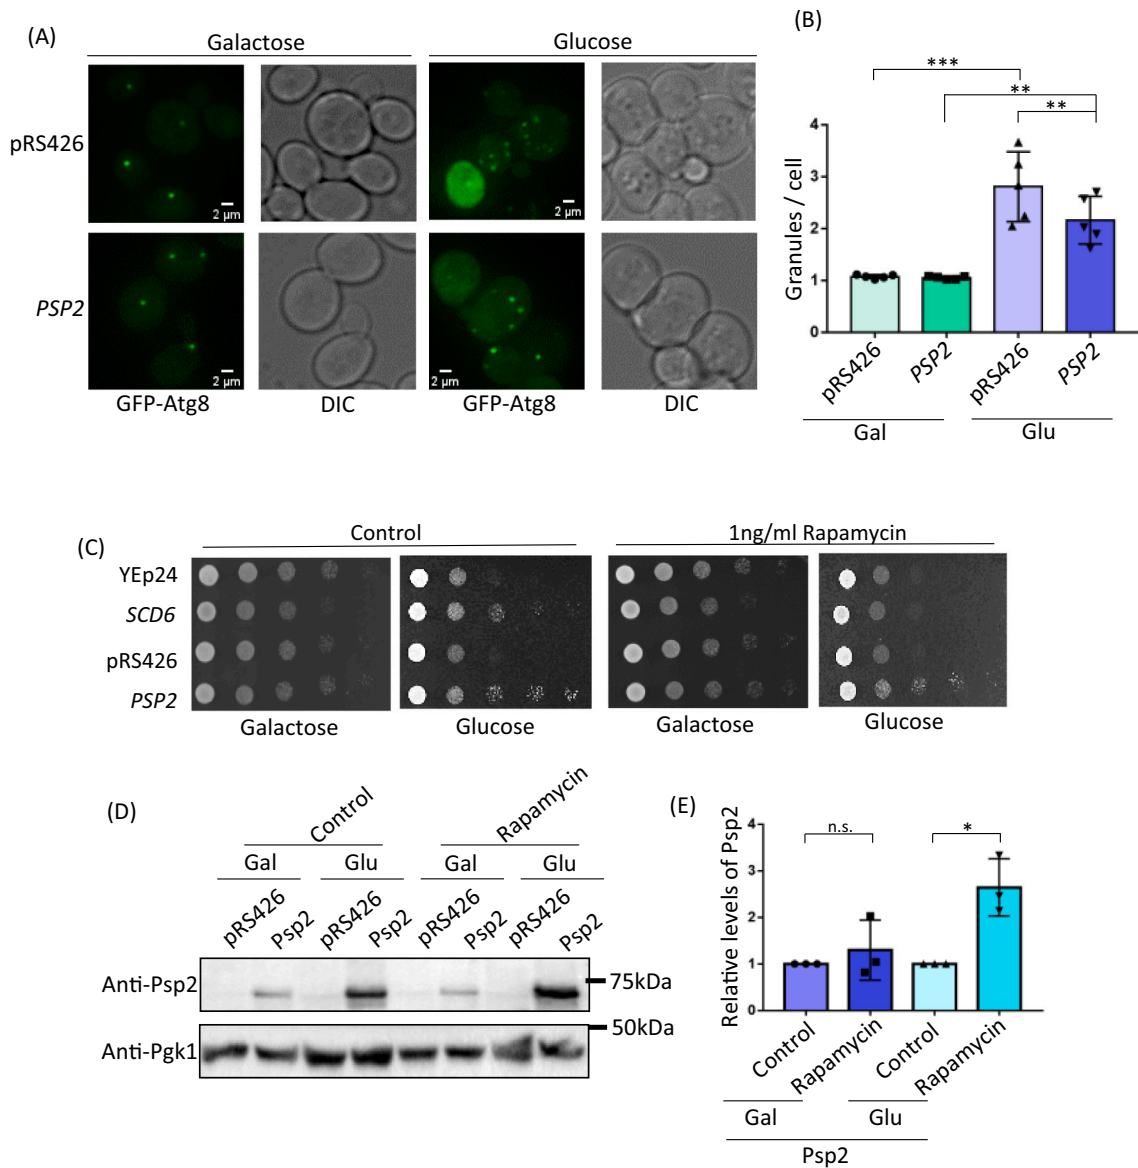 (A)
Galactose
Glucose
pRS426
2 µm
2 µm
PSP2
2 µm
2 µm
GFP-Atg8
DIC
GFP-Atg8
DIC
(B)
***
**
**
Granules / cell
4
3
2
1
0
pRS426
PSP2
pRS426
PSP2
Gal
Glu
(C)
Control
1ng/ml Rapamycin
YEp24
SCD6
pRS426
PSP2
Galactose
Glucose
Galactose
Glucose
(D)
Control
Rapamycin
Gal
Glu
Gal
Glu
pRS426
Psp2
pRS426
Psp2
pRS426
Psp2
pRS426
Psp2
Anti-Psp2
75kDa
50kDa
Anti-Pgk1
(E)
n.s.
*
Relative levels of Psp2
4
3
2
1
0
Control
Rapamycin
Control
Rapamycin
Gal
Glu
Psp2